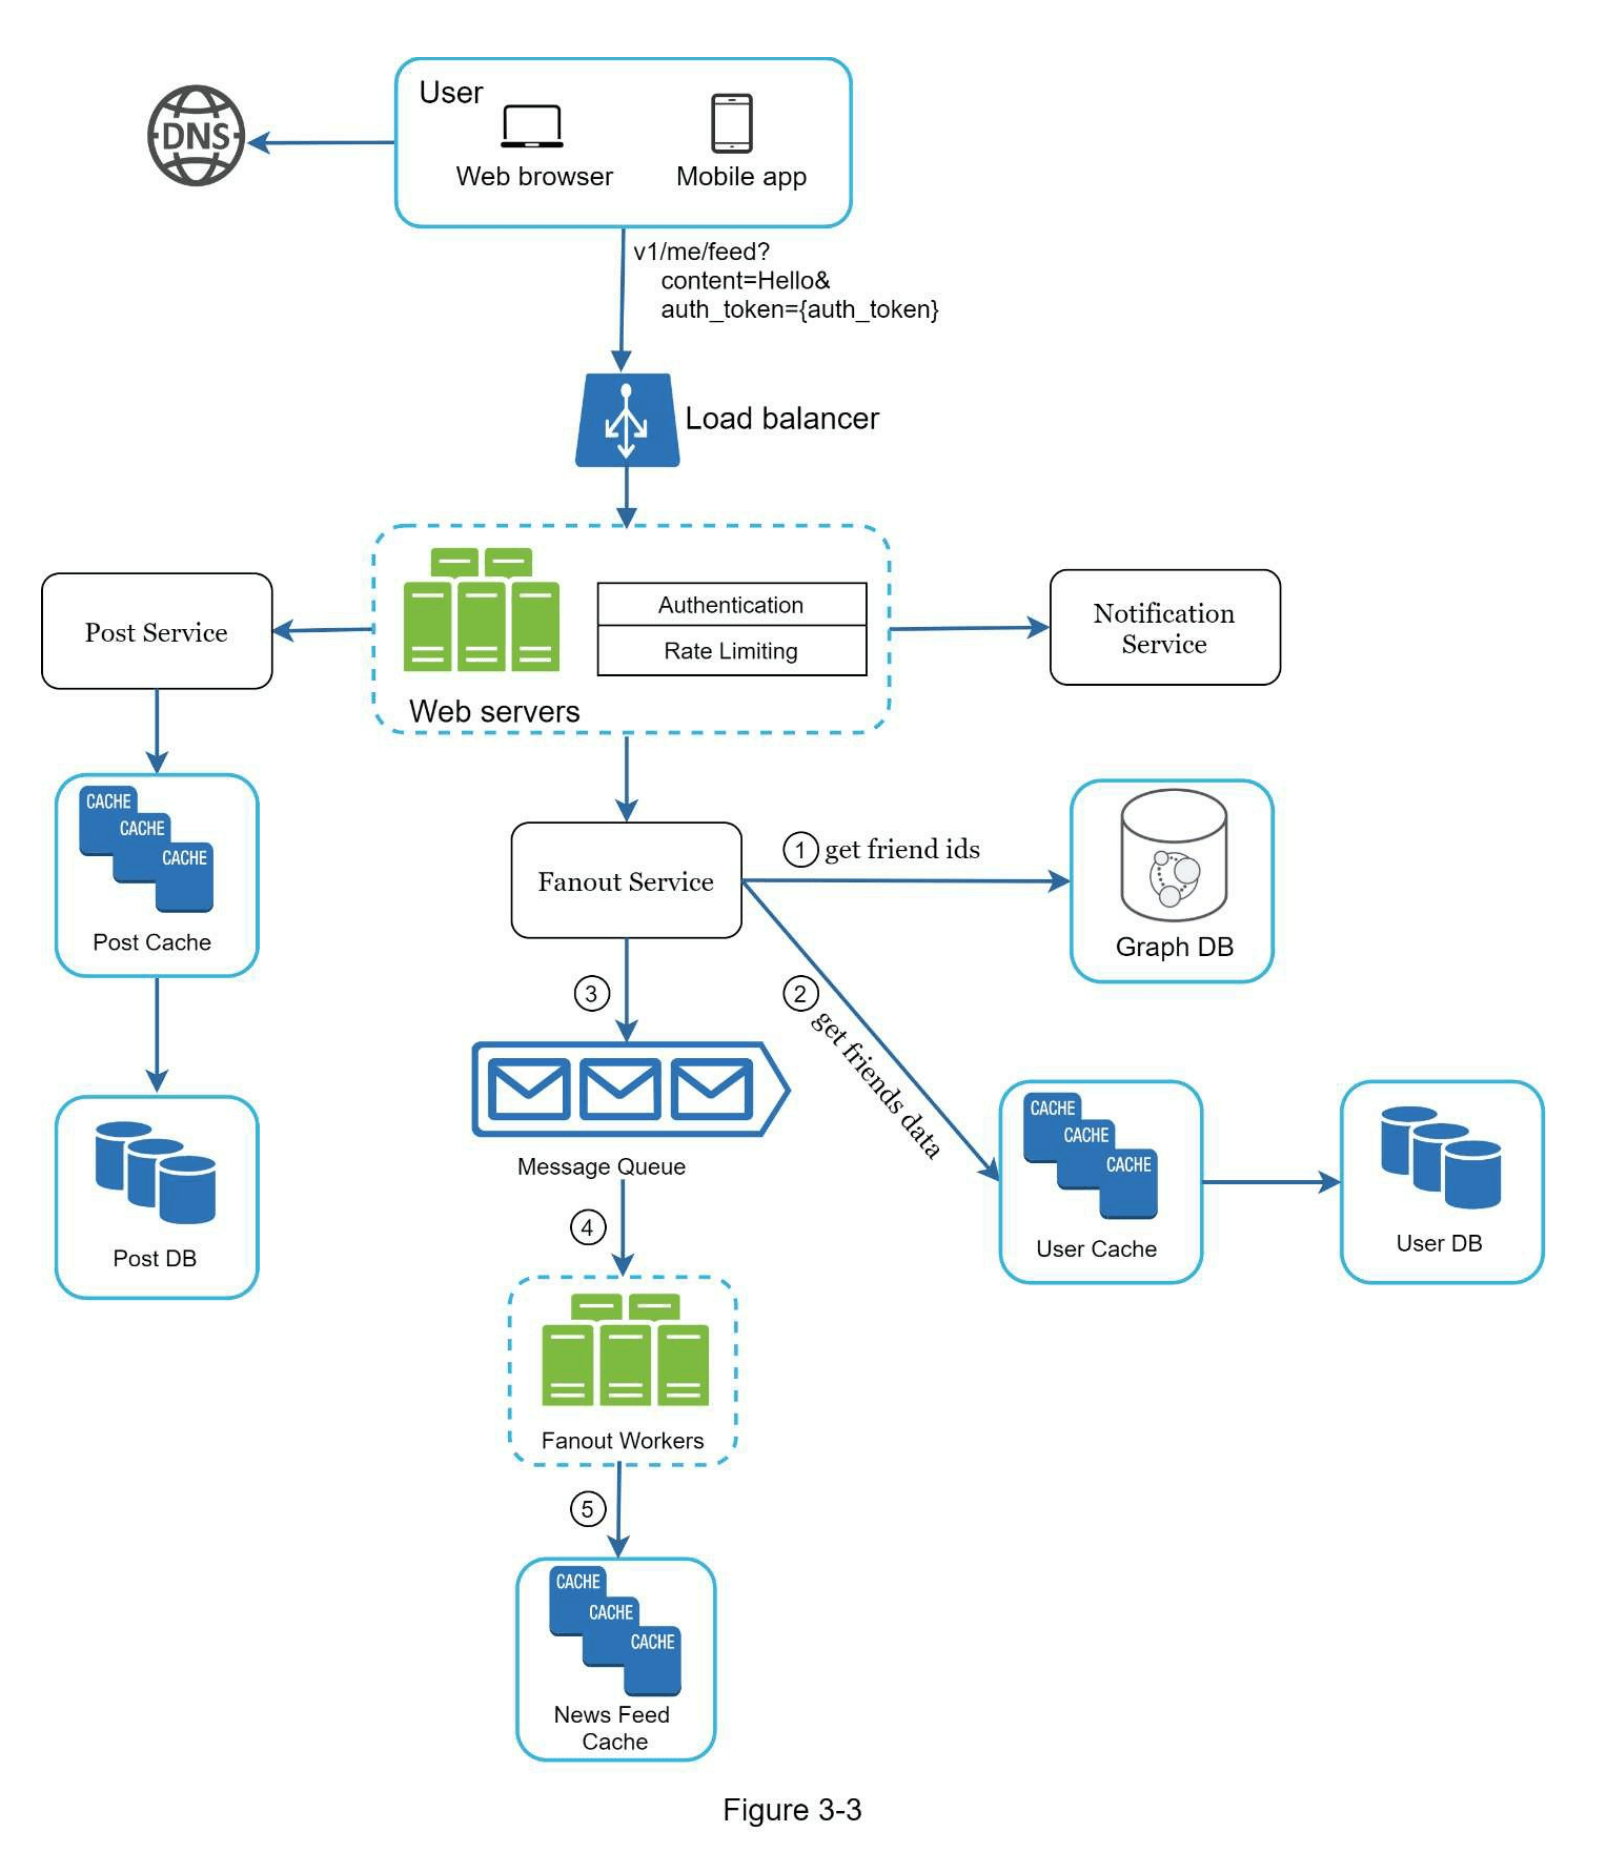 DNS
User
Web browser
Mobile app
v1/me/feed?
content=Hello&
auth_token={auth_token}
Load balancer
Authentication
Rate Limiting
Web servers
Post Service
Notification
Service
CACHE
CACHE
CACHE
Post Cache
Post DB
Fanout Service
1 get friend ids
Graph DB
2 get friends data
CACHE
CACHE
CACHE
User Cache
User DB
3
Message Queue
4
Fanout Workers
5
CACHE
CACHE
CACHE
News Feed
Cache
Figure 3-3